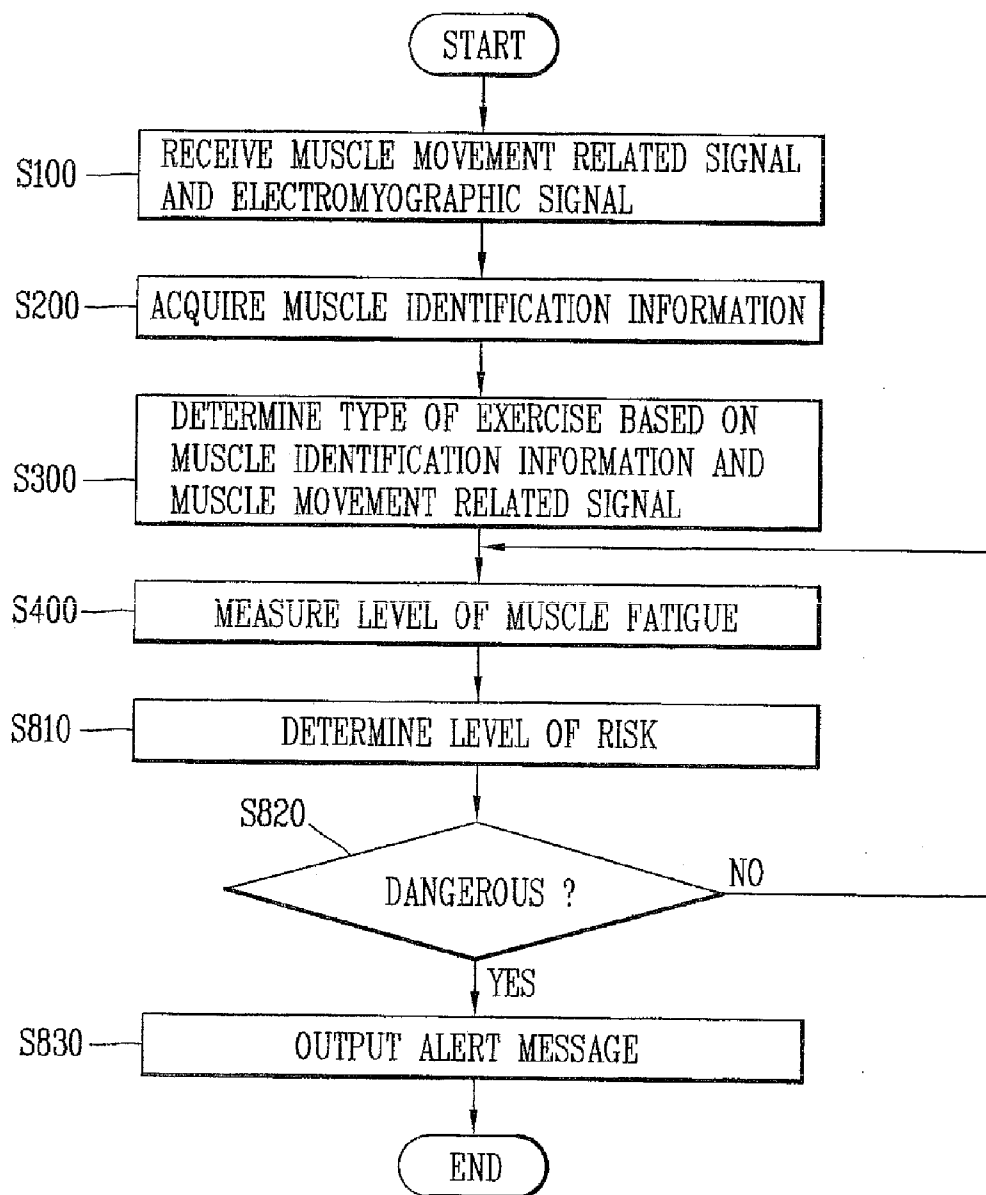 START
S100
RECEIVE MUSCLE MOVEMENT RELATED SIGNAL
AND ELECTROMYOGRAPHIC SIGNAL
S200
ACQUIRE MUSCLE IDENTIFICATION INFORMATION
S300
DETERMINE TYPE OF EXERCISE BASED ON
MUSCLE IDENTIFICATION INFORMATION AND
MUSCLE MOVEMENT RELATED SIGNAL
S400
MEASURE LEVEL OF MUSCLE FATIGUE
S810
DETERMINE LEVEL OF RISK
S820
DANGEROUS ?
NO
YES
S830
OUTPUT ALERT MESSAGE
END